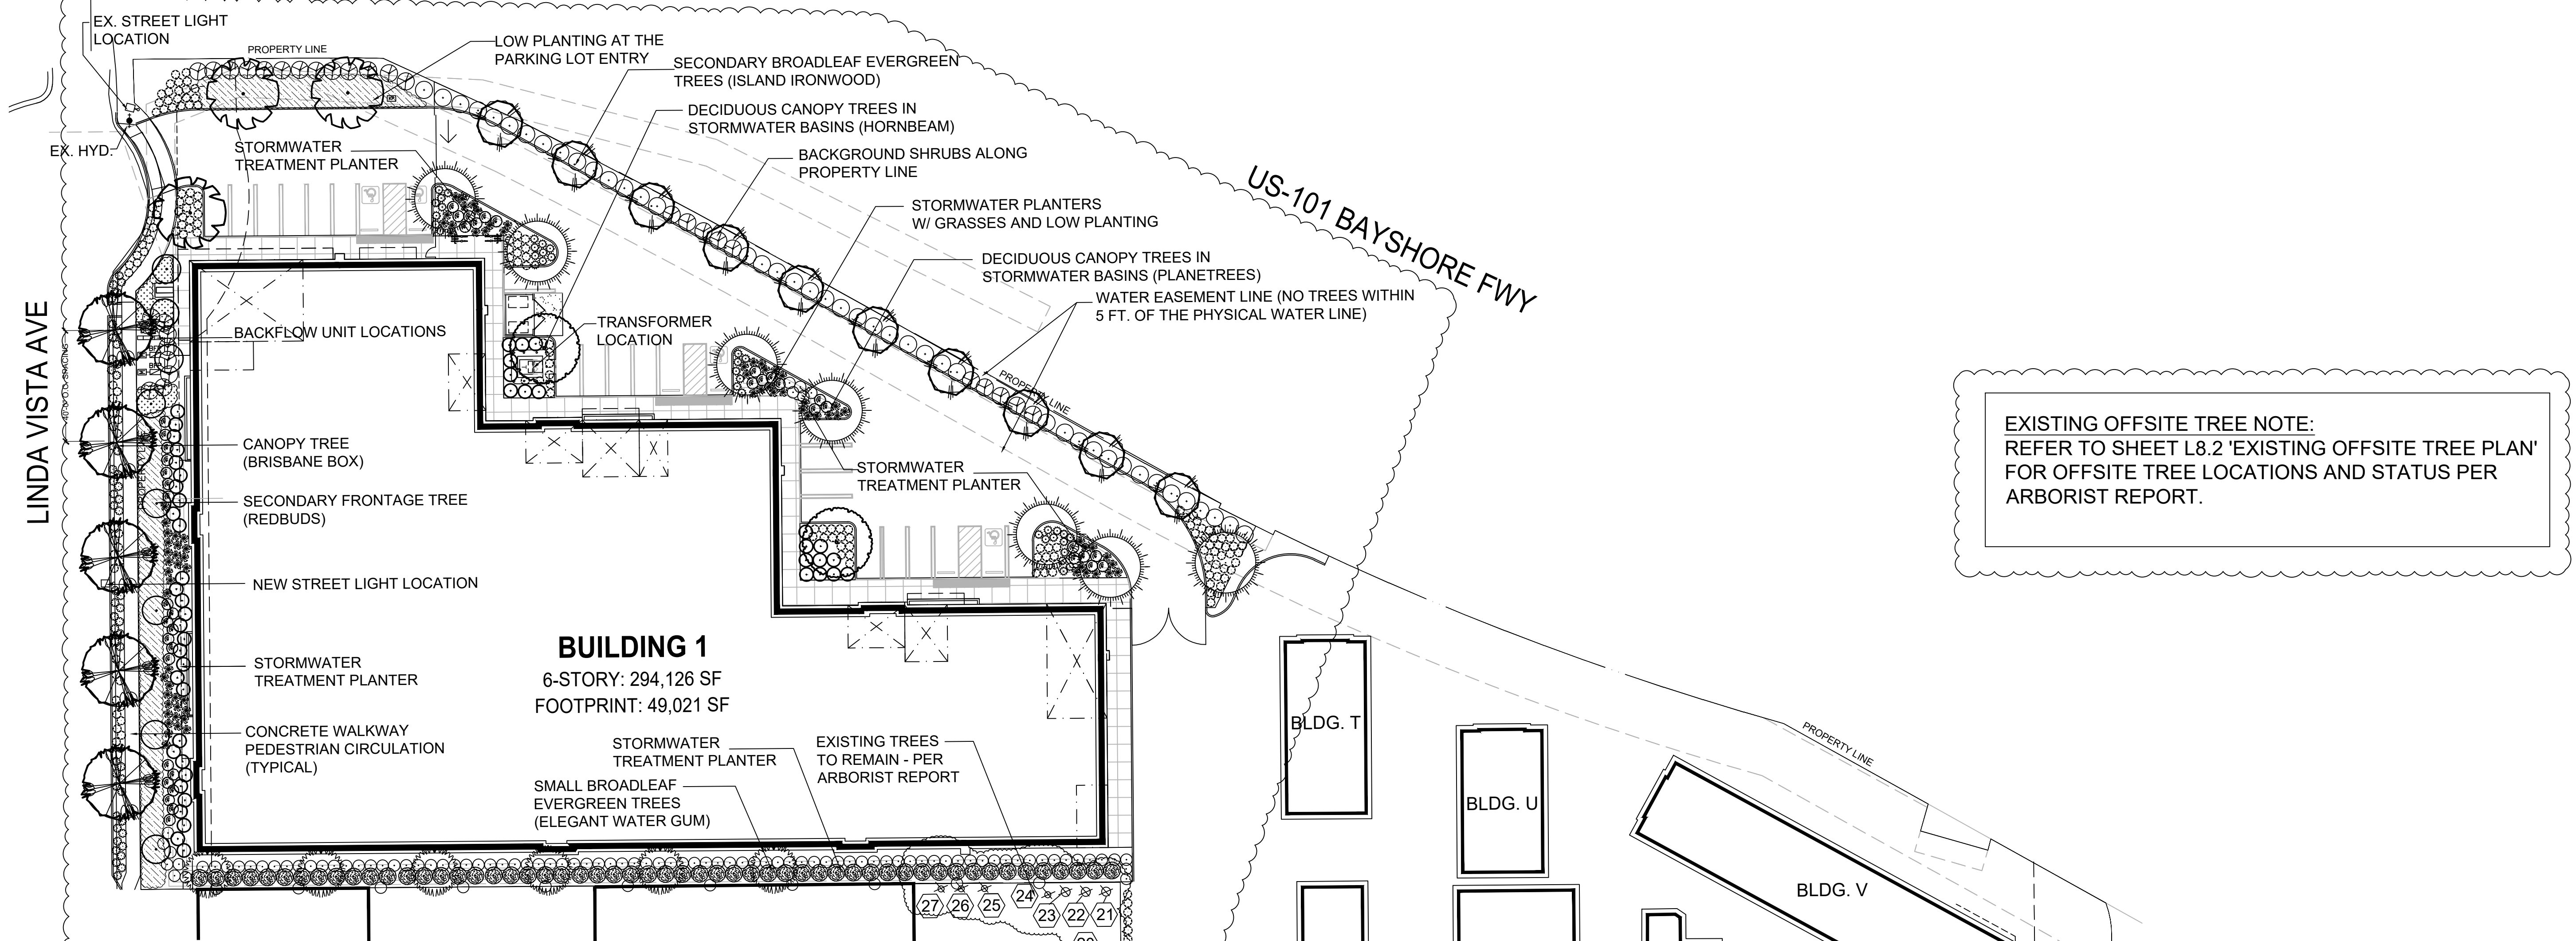 EX. STREET LIGHT
LOCATION
PROPERTY LINE
LOW PLANTING AT THE
PARKING LOT ENTRY
SECONDARY BROADLEAF EVERGREEN
TREES (ISLAND IRONWOOD)
DECIDUOUS CANOPY TREES IN
STORMWATER BASINS (HORNBEAM)
EX. HYD.
STORMWATER
TREATMENT PLANTER
BACKGROUND SHRUBS ALONG
PROPERTY LINE
US-101 BAYSHORE FWY
STORMWATER PLANTERS
W/ GRASSES AND LOW PLANTING
DECIDUOUS CANOPY TREES IN
STORMWATER BASINS (PLANETREES)
WATER EASEMENT LINE (NO TREES WITHIN
5 FT. OF THE PHYSICAL WATER LINE)
LINDA VISTA AVE
BACKFLOW UNIT LOCATIONS
TRANSFORMER
LOCATION
PROPERTY LINE
CANOPY TREE
(BRISBANE BOX)
SECONDARY FRONTAGE TREE
(REDBUDS)
STORMWATER
TREATMENT PLANTER
EXISTING OFFSITE TREE NOTE:
REFER TO SHEET L8.2 'EXISTING OFFSITE TREE PLAN'
FOR OFFSITE TREE LOCATIONS AND STATUS PER
ARBORIST REPORT.
NEW STREET LIGHT LOCATION
STORMWATER
TREATMENT PLANTER
BUILDING 1
6-STORY: 294,126 SF
FOOTPRINT: 49,021 SF
CONCRETE WALKWAY
PEDESTRIAN CIRCULATION
(TYPICAL)
STORMWATER
TREATMENT PLANTER
EXISTING TREES
TO REMAIN - PER
ARBORIST REPORT
SMALL BROADLEAF
EVERGREEN TREES
(ELEGANT WATER GUM)
BLDG. T
BLDG. U
PROPERTY LINE
BLDG. V
27
26
25
24
23
22
21